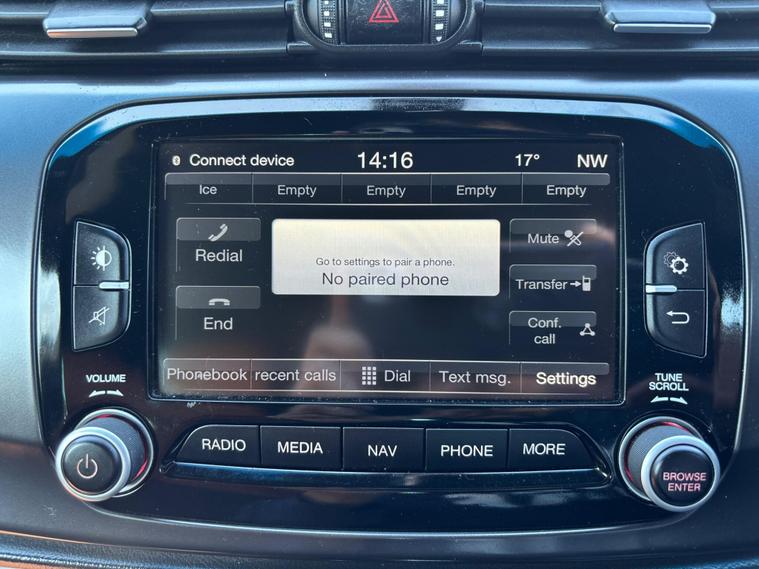 Connect device 14:16 17° NW
Ice Empty Empty Empty Empty
Redial
Go to settings to pair a phone.
No paired phone
Mute
Transfer
End
Conf.
call
Phonebook recent calls Dial Text msg. Settings
VOLUME
TUNE
SCROLL
RADIO MEDIA NAV PHONE MORE
BROWSE
ENTER